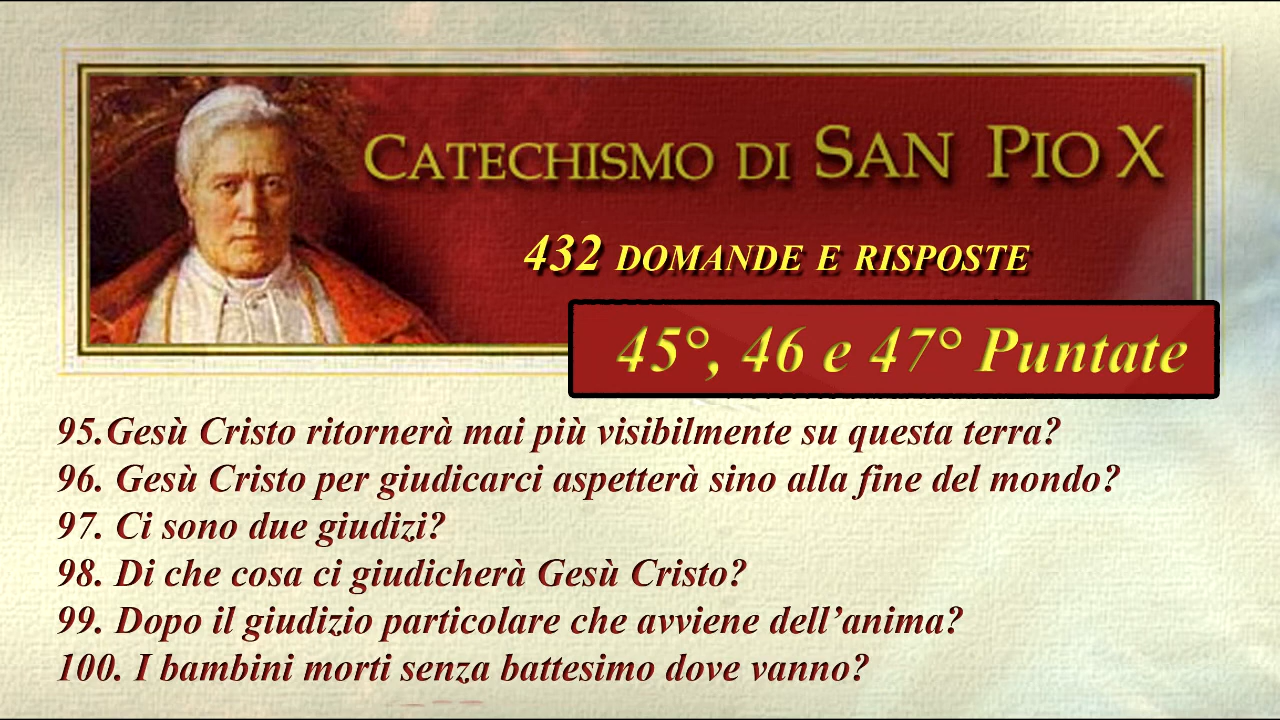 CATECHISMO DI SAN PIO X
432 DOMANDE E RISPOSTE
45°, 46 e 47° Puntate
95.Gesù Cristo ritornerà mai più visibilmente su questa terra?
96. Gesù Cristo per giudicarci aspetterà sino alla fine del mondo?
97. Ci sono due giudizi?
98. Di che cosa ci giudicherà Gesù Cristo?
99. Dopo il giudizio particolare che avviene dell’anima?
100. I bambini morti senza battesimo dove vanno?